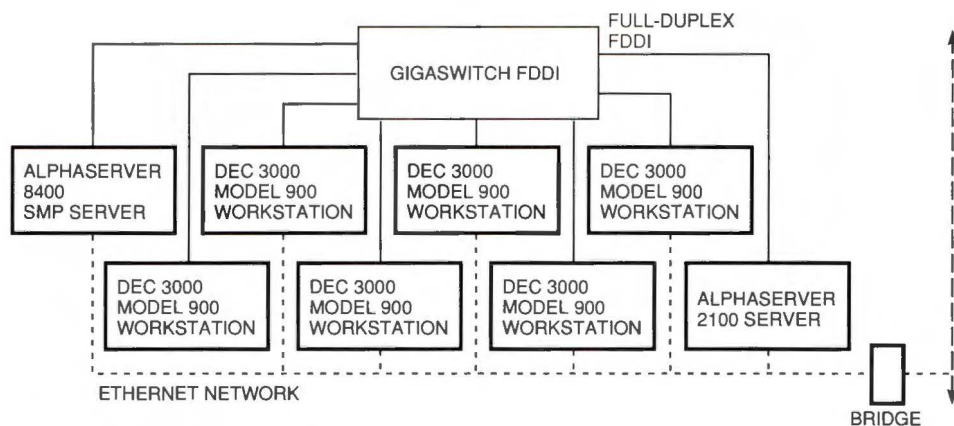 FULL-DUPLEX
FDDI
GIGASWITCH FDDI
ALPHASERVER
8400
SMP SERVER
DEC 3000
MODEL 900
WORKSTATION
DEC 3000
MODEL 900
WORKSTATION
DEC 3000
MODEL 900
WORKSTATION
DEC 3000
MODEL 900
WORKSTATION
DEC 3000
MODEL 900
WORKSTATION
DEC 3000
MODEL 900
WORKSTATION
ALPHASERVER
2100 SERVER
ETHERNET NETWORK
BRIDGE